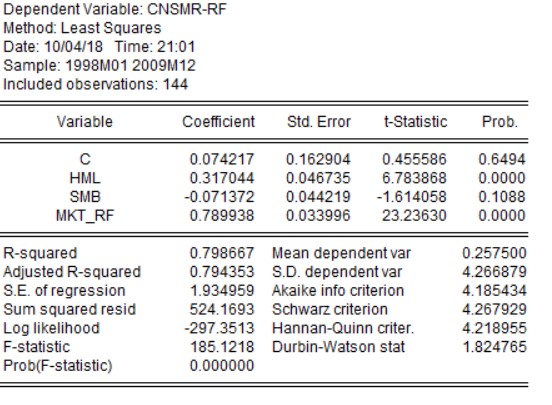 Dependent Variable: CNSMR-RF
Method: Least Squares
Date: 10/04/18 Time: 21:01
Sample: 1998M01 2009M12
Included observations: 144
Variable Coefficient Std. Error t-Statistic Prob.
C 0.074217 0.162904 0.455586 0.6494
HML 0.317044 0.046735 6.783868 0.0000
SMB -0.071372 0.044219 -1.614058 0.1088
MKT_RF 0.789938 0.033996 23.23630 0.0000
R-squared 0.798667 Mean dependent var 0.257500
Adjusted R-squared 0.794353 S.D. dependent var 4.266879
S.E. of regression 1.934959 Akaike info criterion 4.185434
Sum squared resid 524.1693 Schwarz criterion 4.267929
Log likelihood -297.3513 Hannan-Quinn criter. 4.218955
F-statistic 185.1218 Durbin-Watson stat 1.824765
Prob(F-statistic) 0.000000